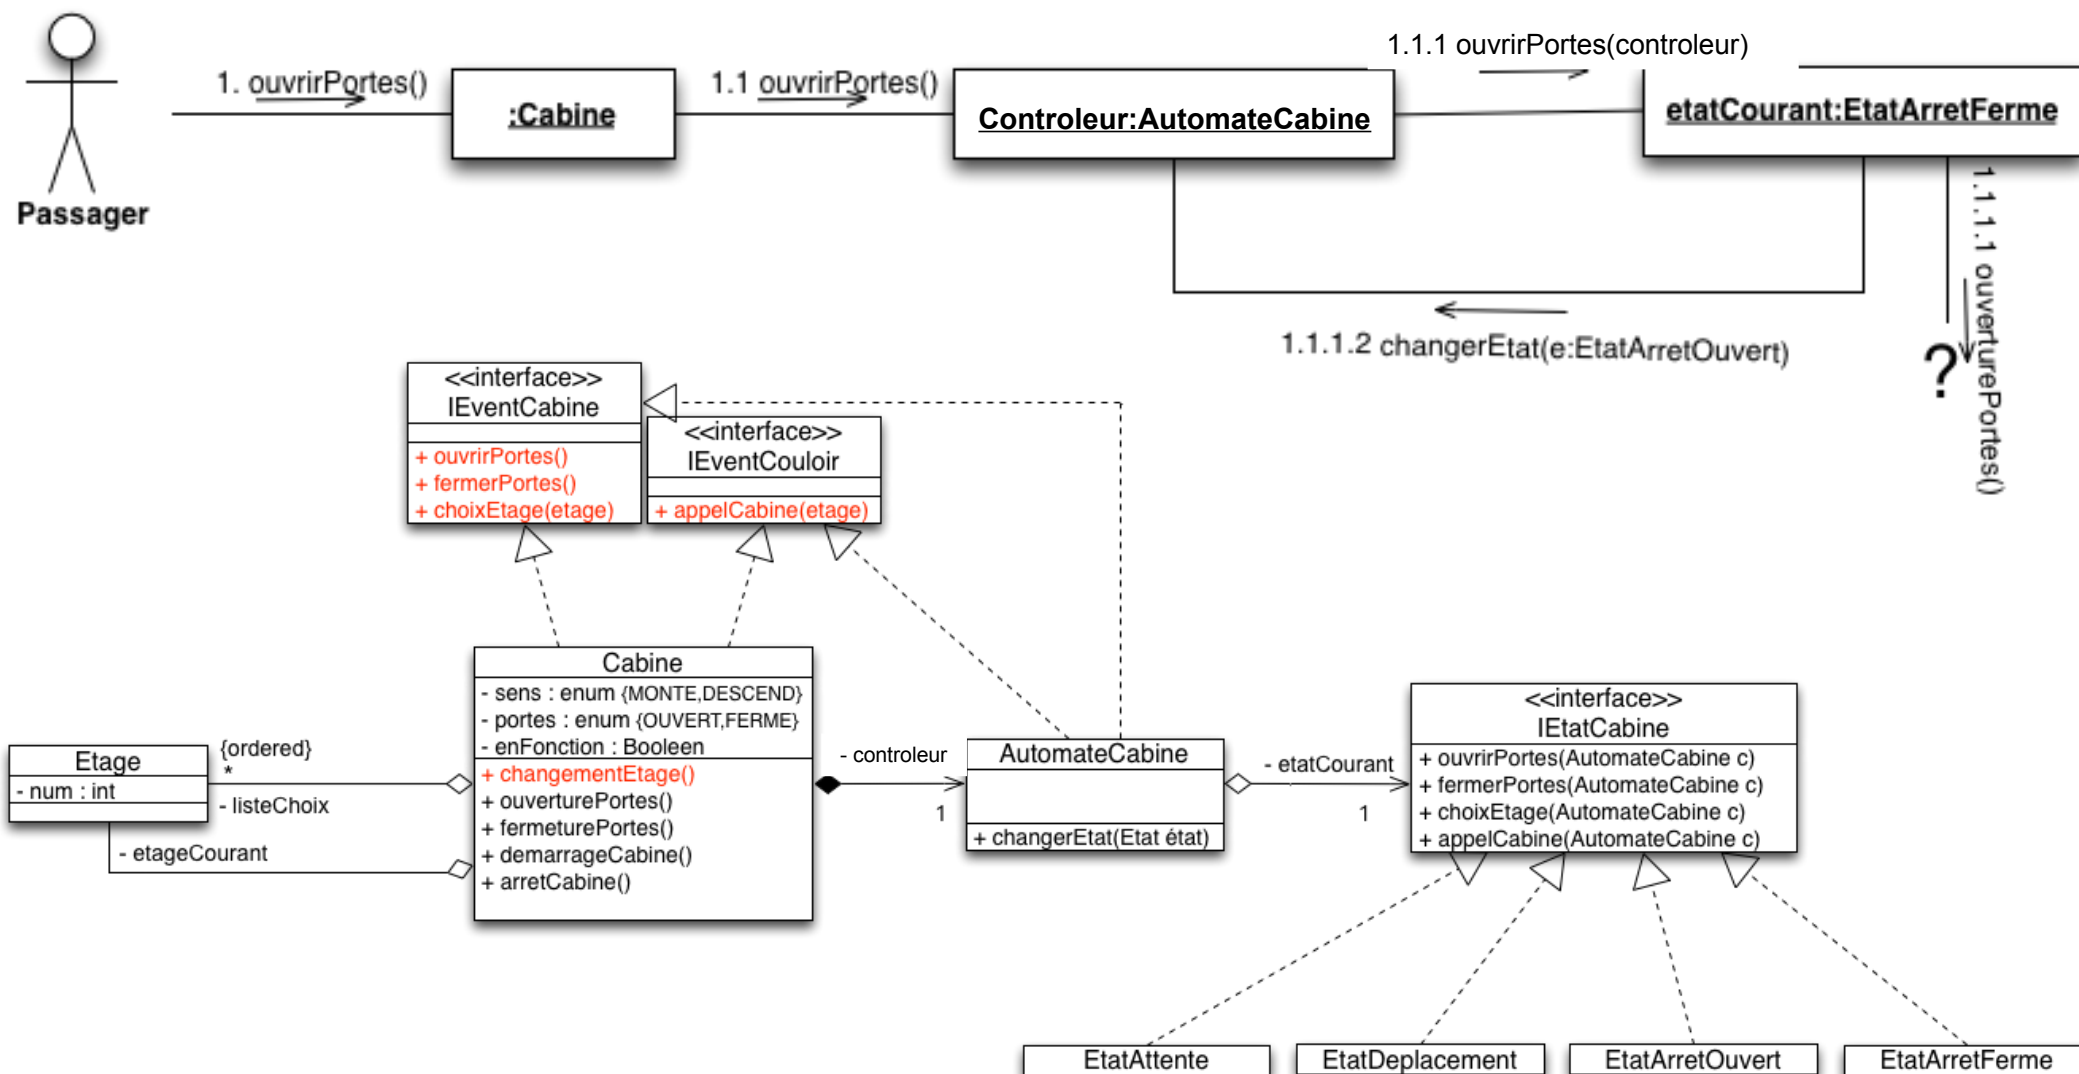 1.1.1 ouvrirPortes(controleur)
1. ouvrirPortes()
1.1 ouvrirPortes()
:Cabine
Controleur:AutomateCabine
etatCourant:EtatArretFerme
Passager
1.1.1.1 ouverturePortes()
1.1.1.2 changerEtat(e:EtatArretOuvert)
?
<<interface>>
IEventCabine
+ ouvrirPortes()
+ fermerPortes()
+ choixEtage(etage)
<<interface>>
IEventCouloir
+ appelCabine(etage)
Cabine
- sens : enum {MONTE,DESCEND}
- portes : enum {OUVERT,FERME}
- enFonction : Booleen
+ changementEtage()
+ ouverturePortes()
+ fermeturePortes()
+ demarrageCabine()
+ arretCabine()
Etage
- num : int
{ordered}
*
- listeChoix
- etageCourant
- controleur
1
AutomateCabine
+ changerEtat(Etat état)
- etatCourant
1
<<interface>>
IEtatCabine
+ ouvrirPortes(AutomateCabine c)
+ fermerPortes(AutomateCabine c)
+ choixEtage(AutomateCabine c)
+ appelCabine(AutomateCabine c)
EtatAttente
EtatDeplacement
EtatArretOuvert
EtatArretFerme